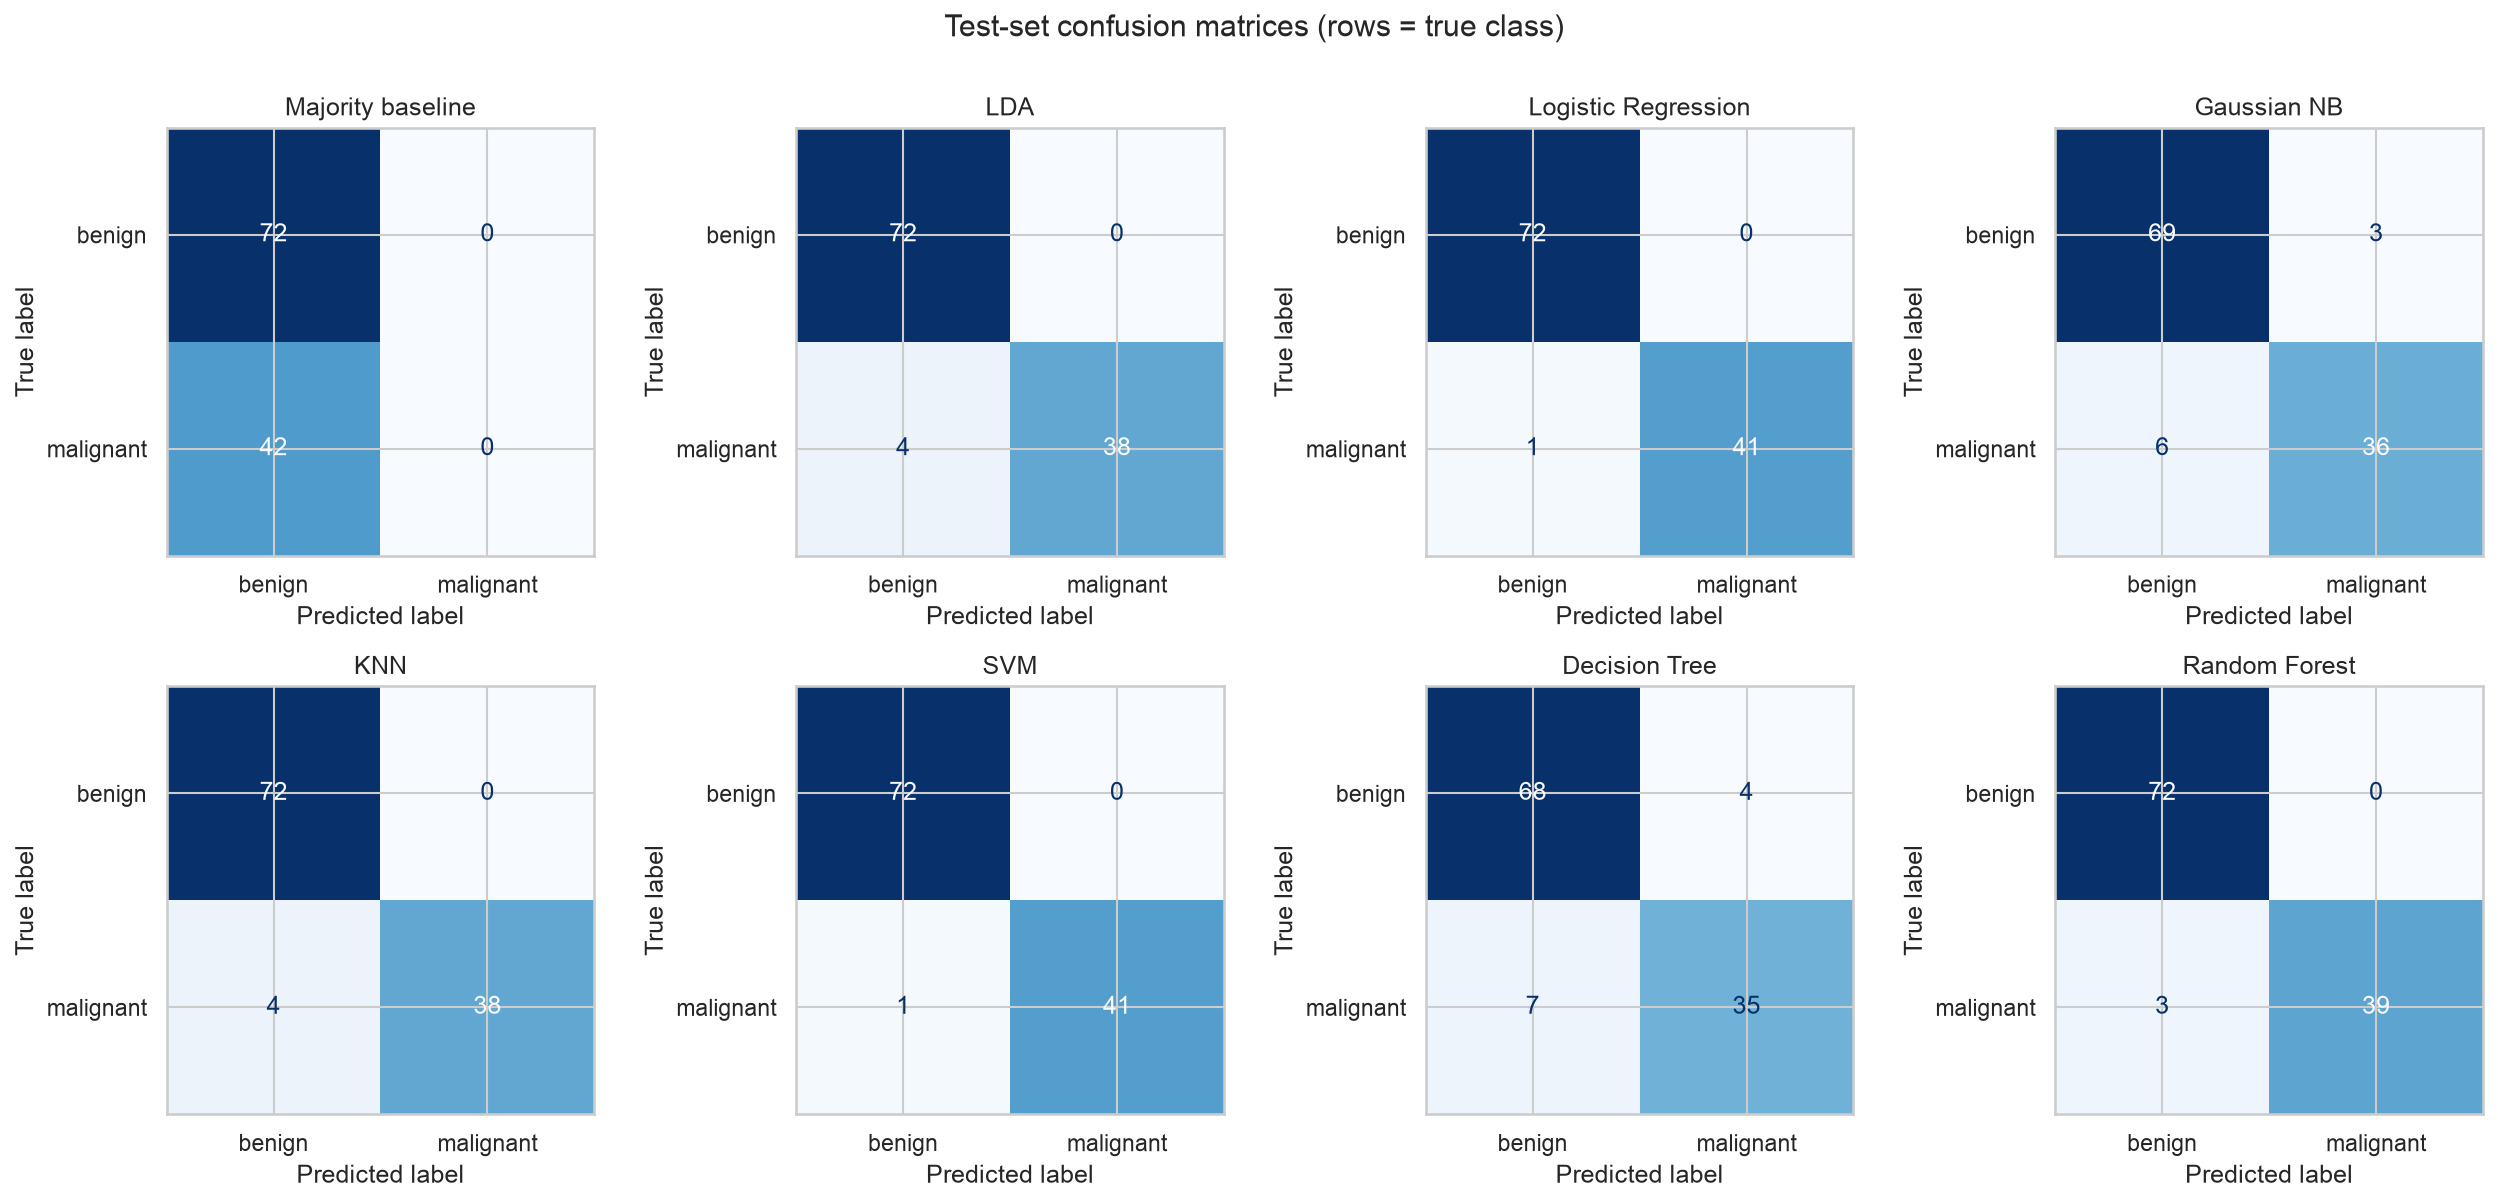 Test-set confusion matrices (rows = true class)
Majority baseline
True label
benign
72
0
malignant
42
0
benign
malignant
Predicted label
LDA
True label
benign
72
0
malignant
4
38
benign
malignant
Predicted label
Logistic Regression
True label
benign
72
0
malignant
1
41
benign
malignant
Predicted label
Gaussian NB
True label
benign
69
3
malignant
6
36
benign
malignant
Predicted label
KNN
True label
benign
72
0
malignant
4
38
benign
malignant
Predicted label
SVM
True label
benign
72
0
malignant
1
41
benign
malignant
Predicted label
Decision Tree
True label
benign
68
4
malignant
7
35
benign
malignant
Predicted label
Random Forest
True label
benign
72
0
malignant
3
39
benign
malignant
Predicted label